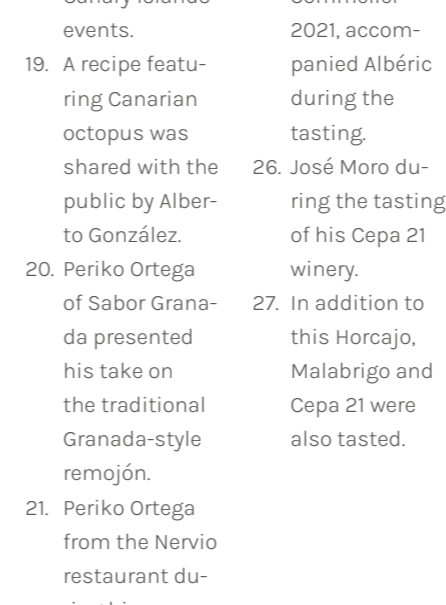 events.
19. A recipe featu-
ring Canarian
octopus was
shared with the
public by Alber-
to González.
20. Periko Ortega
of Sabor Grana-
da presented
his take on
the traditional
Granada-style
remojón.
21. Periko Ortega
from the Nervio
restaurant du-
2021, accom-
panied Albéric
during the
tasting.
26. José Moro du-
ring the tasting
of his Cepa 21
winery.
27. In addition to
this Horcajo,
Malabrigo and
Cepa 21 were
also tasted.